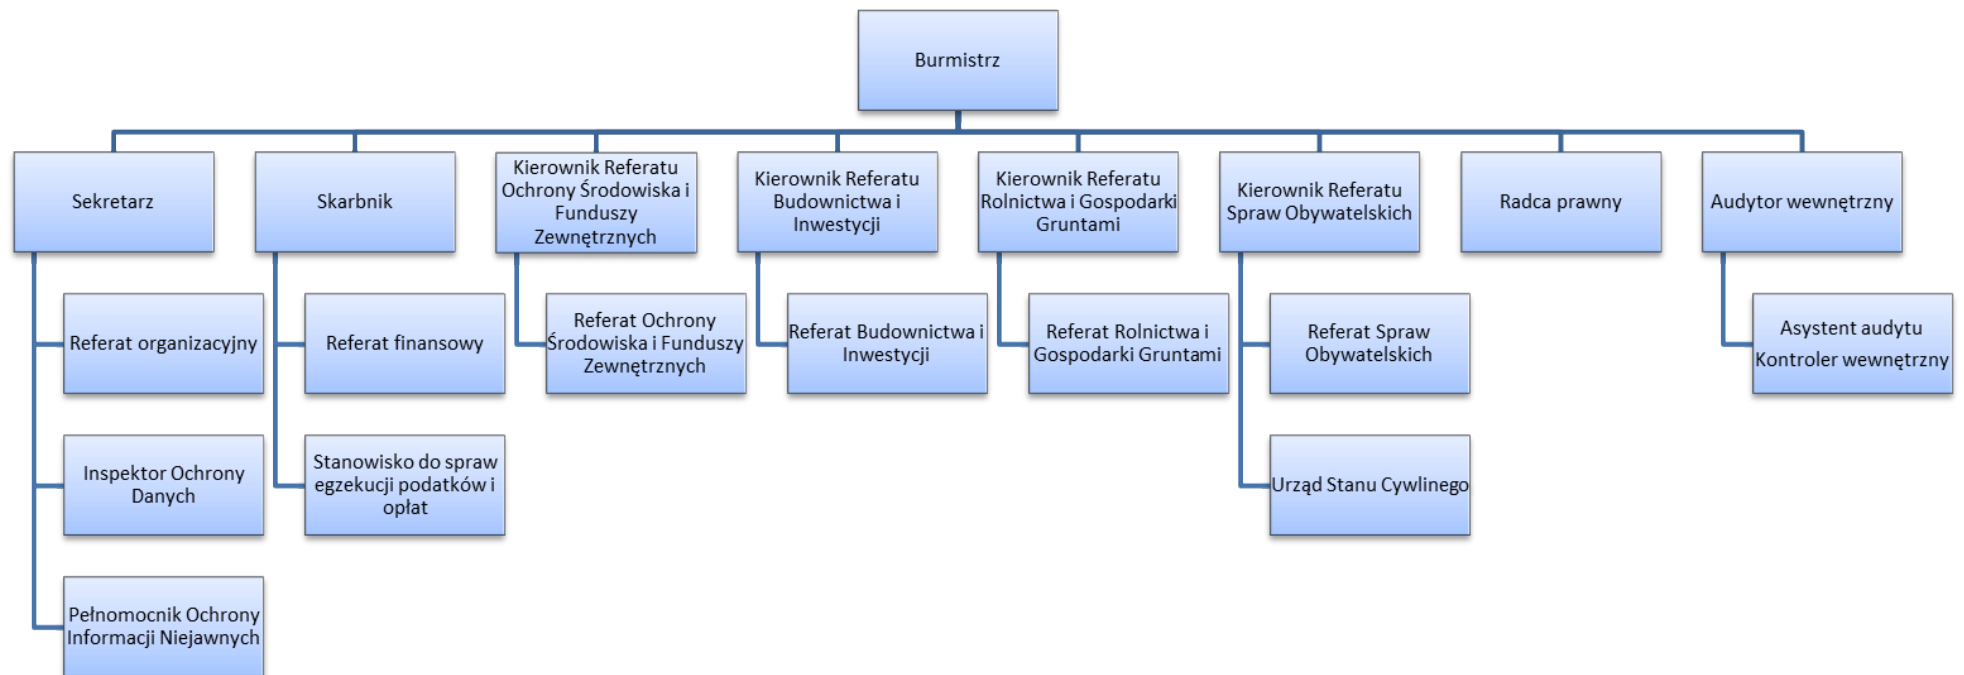 Burmistrz
Sekretarz
Skarbnik
Kierownik Referatu
Ochrony Środowiska i
Funduszy
Zewnętrznych
Kierownik Referatu
Budownictwa i
Inwestycji
Kierownik Referatu
Rolnictwa i Gospodarki
Gruntami
Kierownik Referatu
Spraw Obywatelskich
Radca prawny
Audytor wewnętrzny
Referat organizacyjny
Referat finansowy
Referat Ochrony
Środowiska i Funduszy
Zewnętrznych
Referat Budownictwa i
Inwestycji
Referat Rolnictwa i
Gospodarki Gruntami
Referat Spraw
Obywatelskich
Asystent audytu
Kontroler wewnętrzny
Inspektor Ochrony
Danych
Stanowisko do spraw
egzekucji podatków i
opłat
Urząd Stanu Cywlinego
Pełnomocnik Ochrony
Informacji Niejawnych